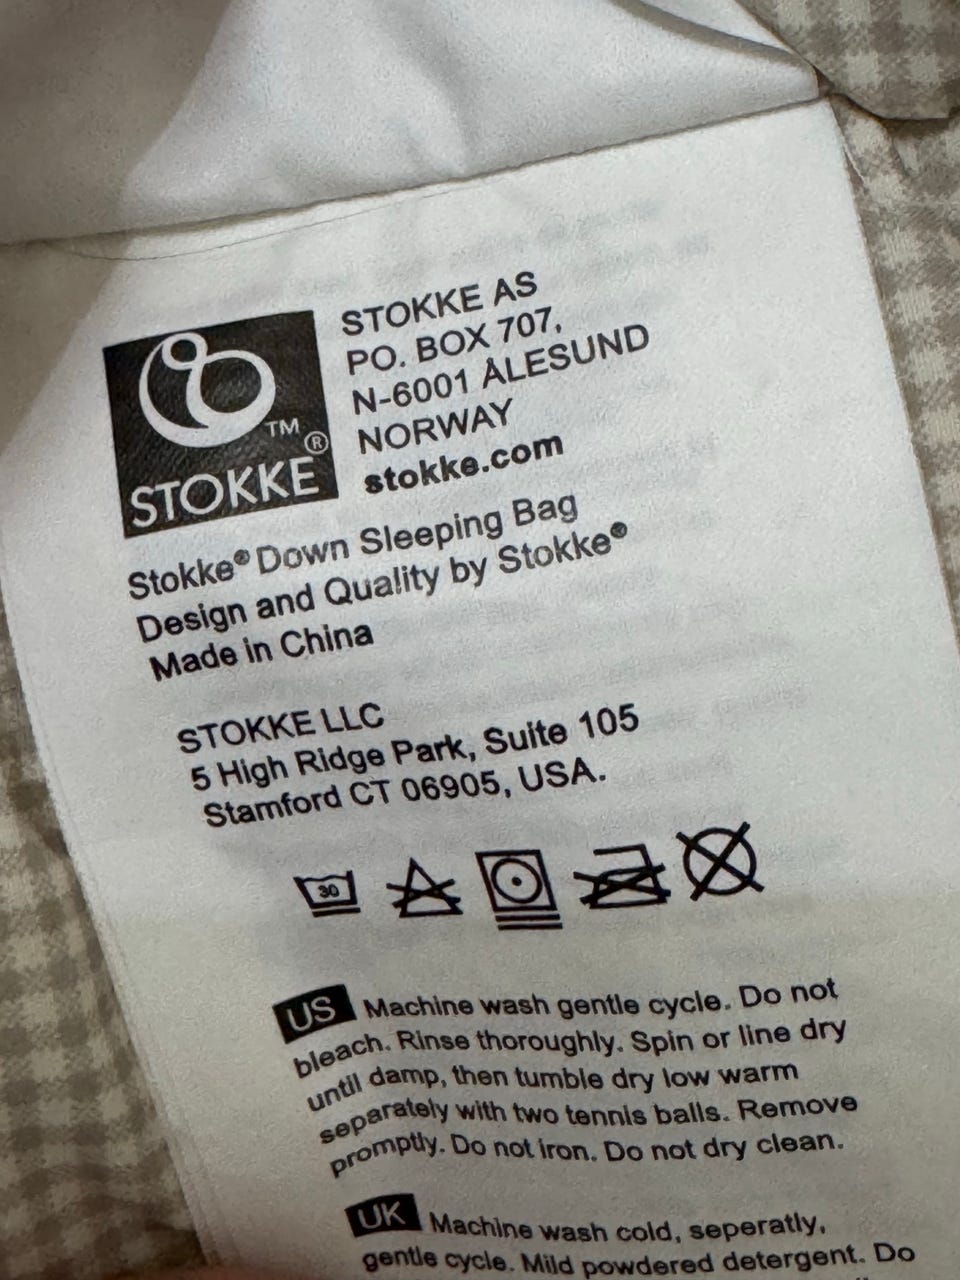 STOKKE AS
PO. BOX 707,
N-6001 ÅLESUND
NORWAY
stokke.com
TM
®
STOKKE
Stokke® Down Sleeping Bag
Design and Quality by Stokke®
Made in China
STOKKE LLC
5 High Ridge Park, Suite 105
Stamford CT 06905, USA.
30
US Machine wash gentle cycle. Do not
bleach. Rinse thoroughly. Spin or line dry
until damp, then tumble dry low warm
separately with two tennis balls. Remove
promptly. Do not iron. Do not dry clean.
UK Machine wash cold, seperatly,
gentle cycle. Mild powdered detergent. Do